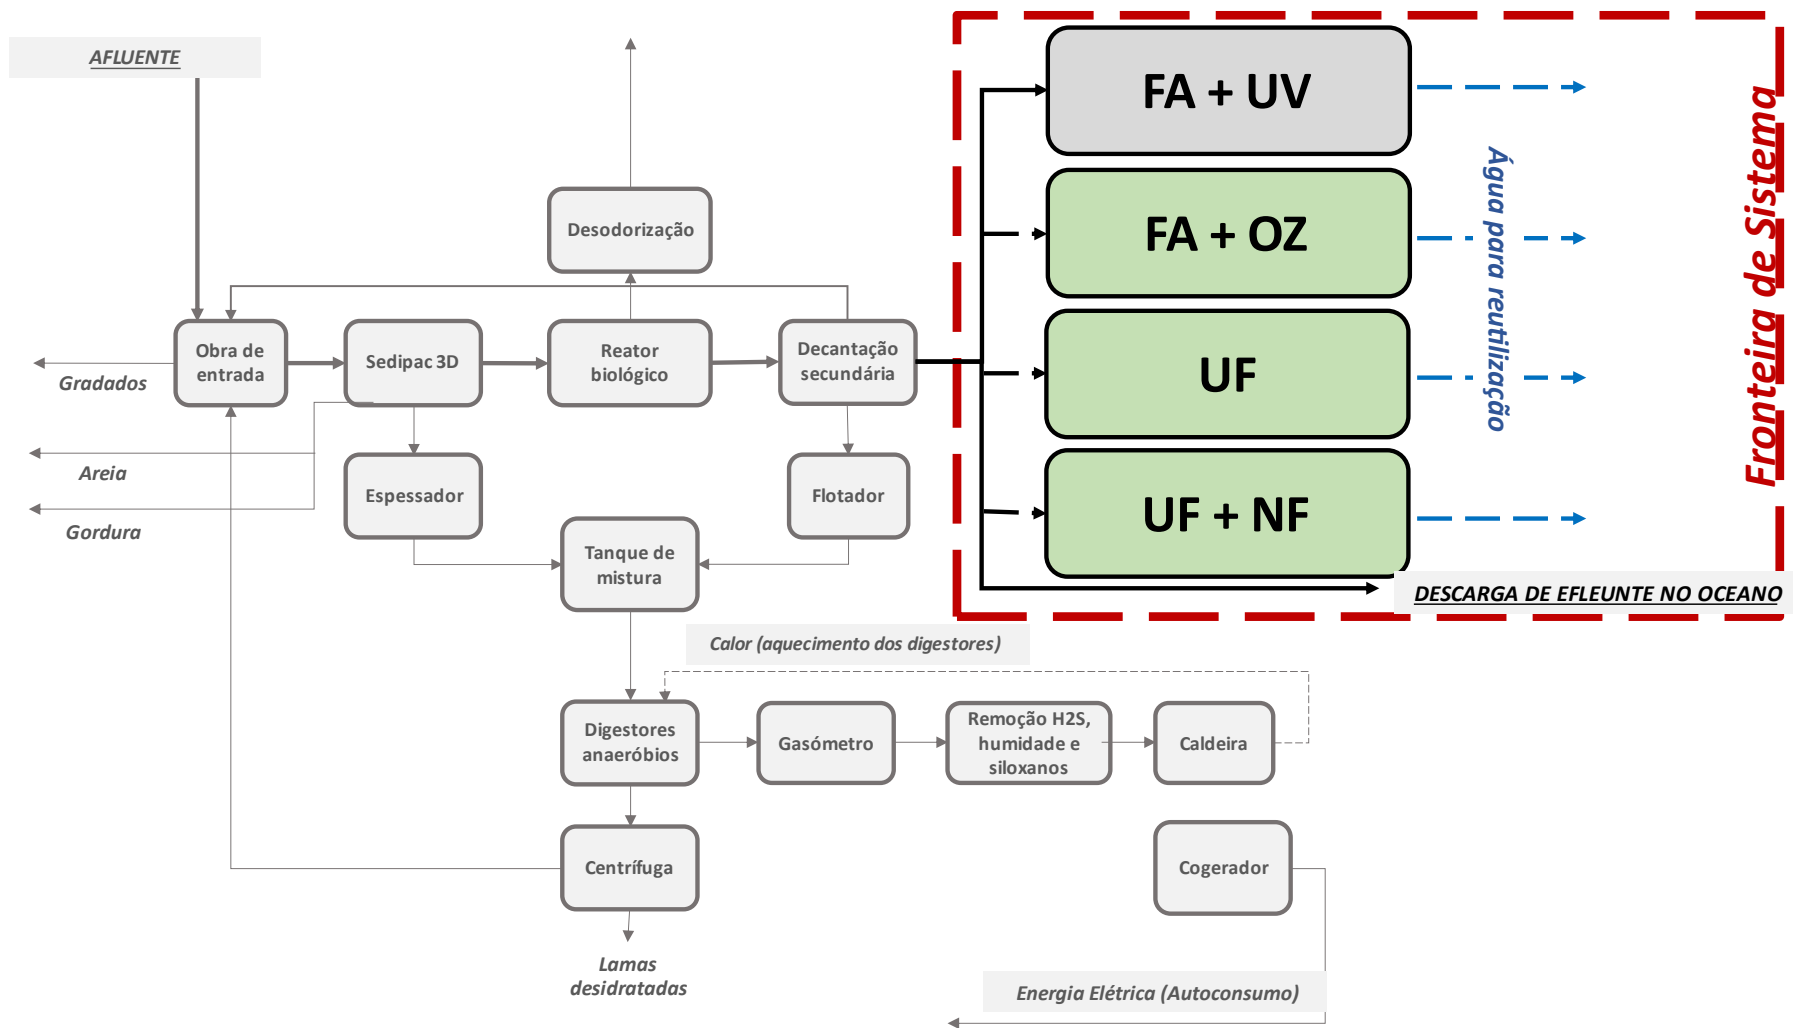 AFLUENTE
FA + UV
FA + OZ
UF
UF + NF
Água para reutilização
Fronteira de Sistema
DESCARGA DE EFLEUNTE NO OCEANO
Desodorização
Obra de
entrada
Sedipac 3D
Reator
biológico
Decantação
secundária
Gradados
Areia
Gordura
Espessador
Flotador
Tanque de
mistura
Calor (aquecimento dos digestores)
Digestores
anaeróbios
Gasómetro
Remoção H2S,
humidade e
siloxanos
Caldeira
Centrífuga
Cogerador
Lamas
desidratadas
Energia Elétrica (Autoconsumo)